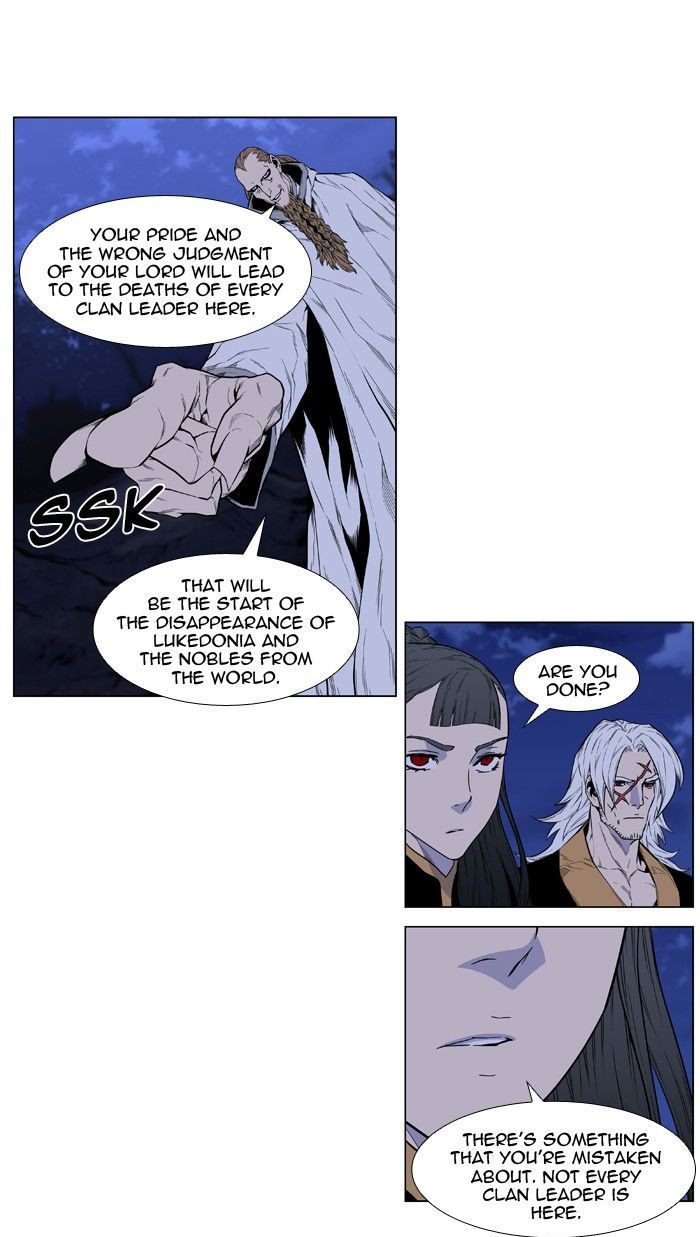 YOUR PRIDE AND
THE WRONG JUDGMENT
OF YOUR LORD WILL LEAD
TO THE DEATHS OF EVERY
CLAN LEADER HERE.
SSK
THAT WILL
BE THE START OF
THE DISAPPEARANCE OF
LUKEDONIA AND
THE NOBLES FROM
THE WORLD.
ARE YOU
DONE?
THERE'S SOMETHING
THAT YOU'RE MISTAKEN
ABOUT. NOT EVERY
CLAN LEADER IS
HERE.